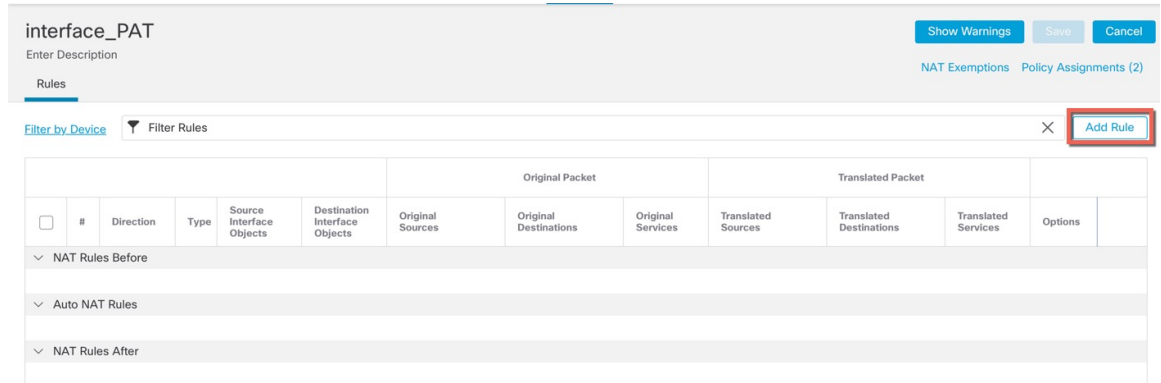 interface_PAT
Show Warnings Save Cancel
Enter Description
NAT Exemptions Policy Assignments (2)
Rules
Filter by Device Filter Rules Add Rule
Original Packet Translated Packet
# Direction Type Source Interface Objects Destination Interface Objects Original Sources Original Destinations Original Services Translated Sources Translated Destinations Translated Services Options
NAT Rules Before
Auto NAT Rules
NAT Rules After